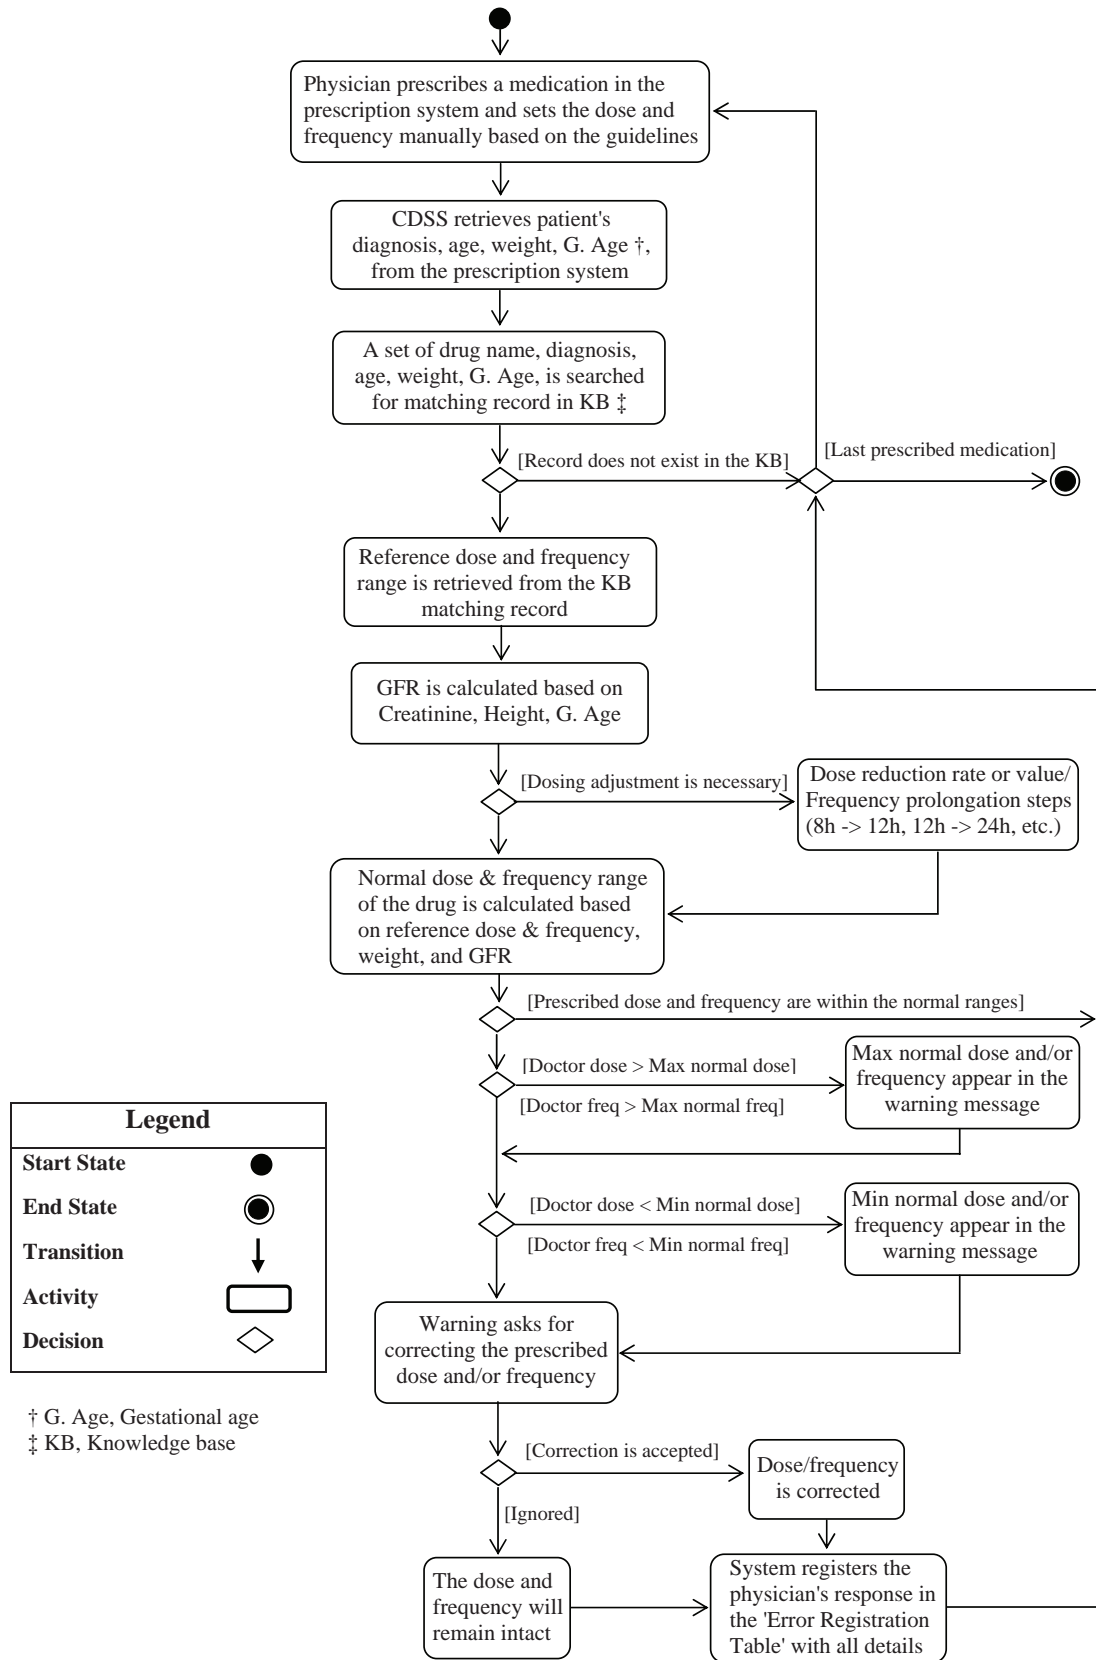 Physician prescribes a medication in the
prescription system and sets the dose and
frequency manually based on the guidelines
CDSS retrieves patient's
diagnosis, age, weight, G. Age †,
from the prescription system
A set of drug name, diagnosis,
age, weight, G. Age, is searched
for matching record in KB ‡
[Record does not exist in the KB]
[Last prescribed medication]
Reference dose and frequency
range is retrieved from the KB
matching record
GFR is calculated based on
Creatinine, Height, G. Age
[Dosing adjustment is necessary]
Dose reduction rate or value/
Frequency prolongation steps
(8h -> 12h, 12h -> 24h, etc.)
Normal dose & frequency range
of the drug is calculated based
on reference dose & frequency,
weight, and GFR
[Prescribed dose and frequency are within the normal ranges]
[Doctor dose > Max normal dose]
[Doctor freq > Max normal freq]
Max normal dose and/or
frequency appear in the
warning message
[Doctor dose < Min normal dose]
[Doctor freq < Min normal freq]
Min normal dose and/or
frequency appear in the
warning message
Warning asks for
correcting the prescribed
dose and/or frequency
[Correction is accepted]
Dose/frequency
is corrected
[Ignored]
The dose and
frequency will
remain intact
System registers the
physician's response in
the 'Error Registration
Table' with all details
Legend
Start State
End State
Transition
Activity
Decision
† G. Age, Gestational age
‡ KB, Knowledge base